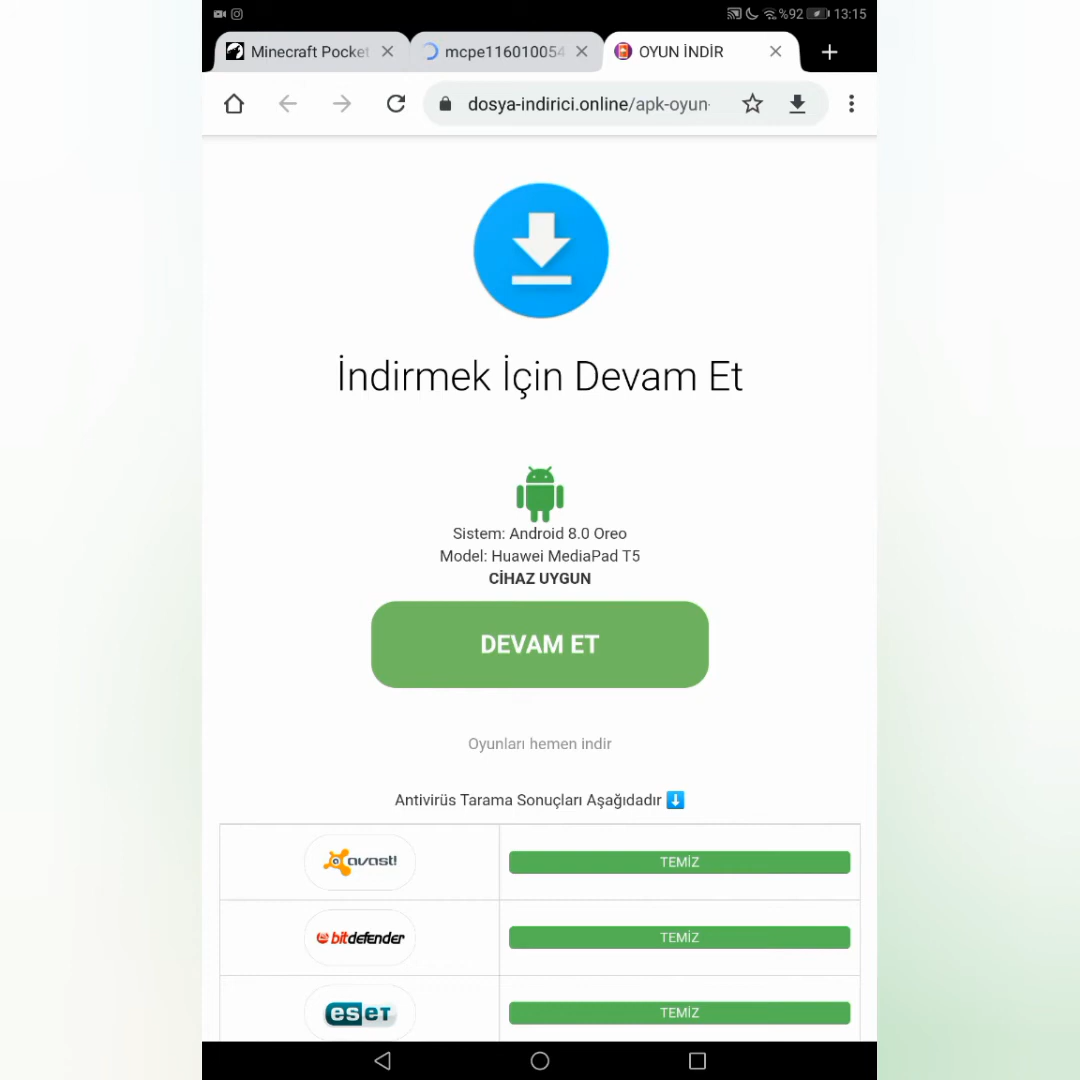 %92 13:15
Minecraft Pocket
mcpe116010054
OYUN İNDİR
dosya-indirici.online/apk-oyun-
İndirmek İçin Devam Et
Sistem: Android 8.0 Oreo
Model: Huawei MediaPad T5
CİHAZ UYGUN
DEVAM ET
Oyunları hemen indir
Antivirüs Tarama Sonuçları Aşağıdadır
avast!
TEMİZ
bitdefender
TEMİZ
eseT
TEMİZ